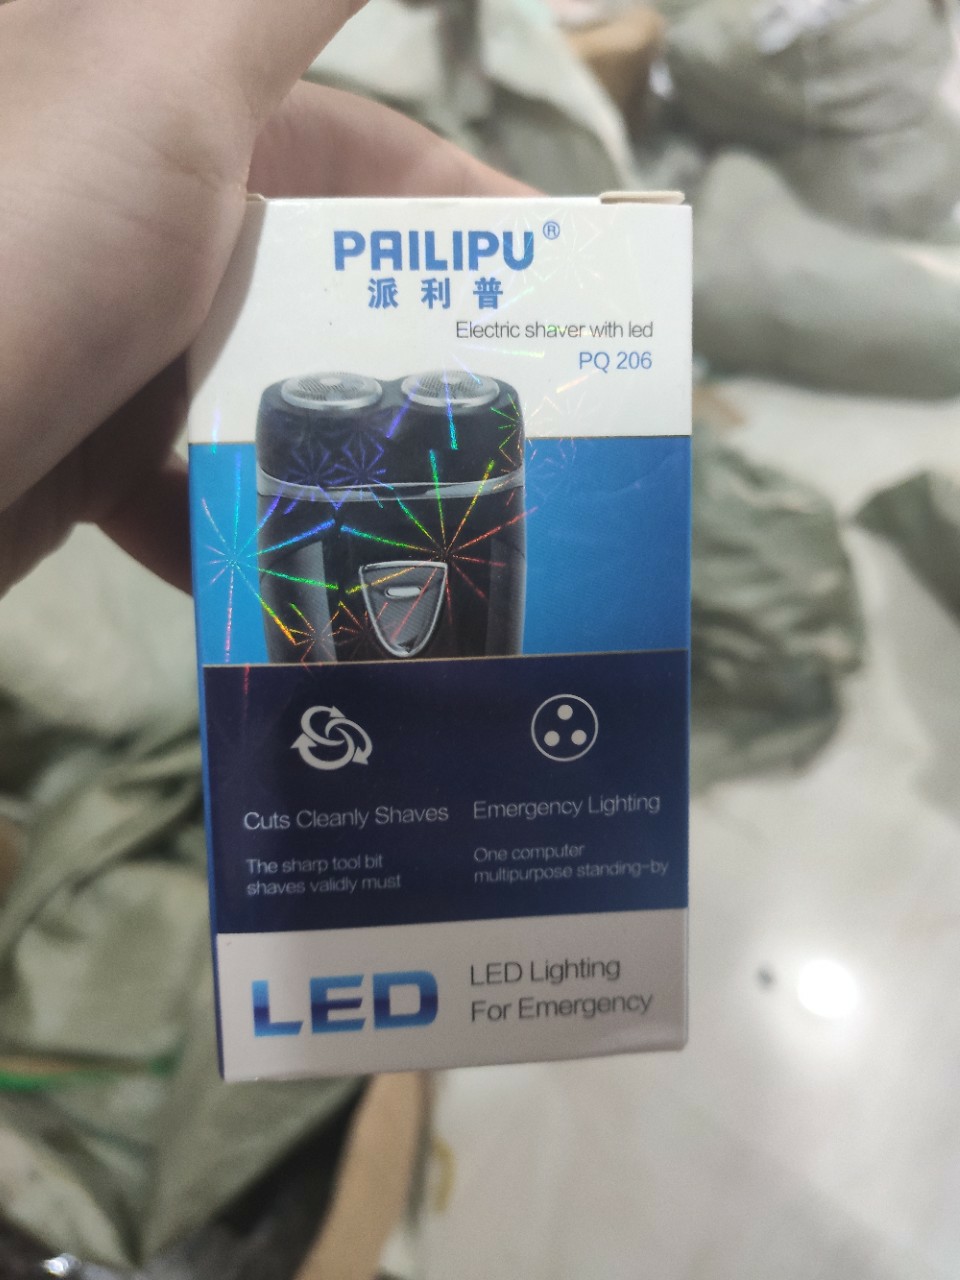 PAILIPU®
派利普
Electric shaver with led
PQ 206
Cuts Cleanly Shaves
The sharp tool bit
shaves validly must
Emergency Lighting
One computer
multipurpose standing-by
LED
LED Lighting
For Emergency